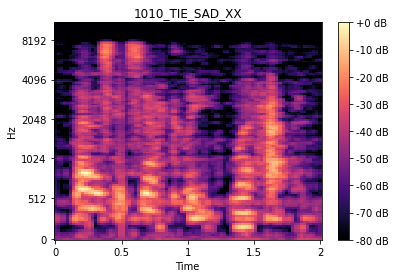 1010_TIE_SAD_XX
8192
4096
2048
1024
512
0
Hz
0
0.5
1
1.5
2
Time
+0 dB
-10 dB
-20 dB
-30 dB
-40 dB
-50 dB
-60 dB
-70 dB
-80 dB